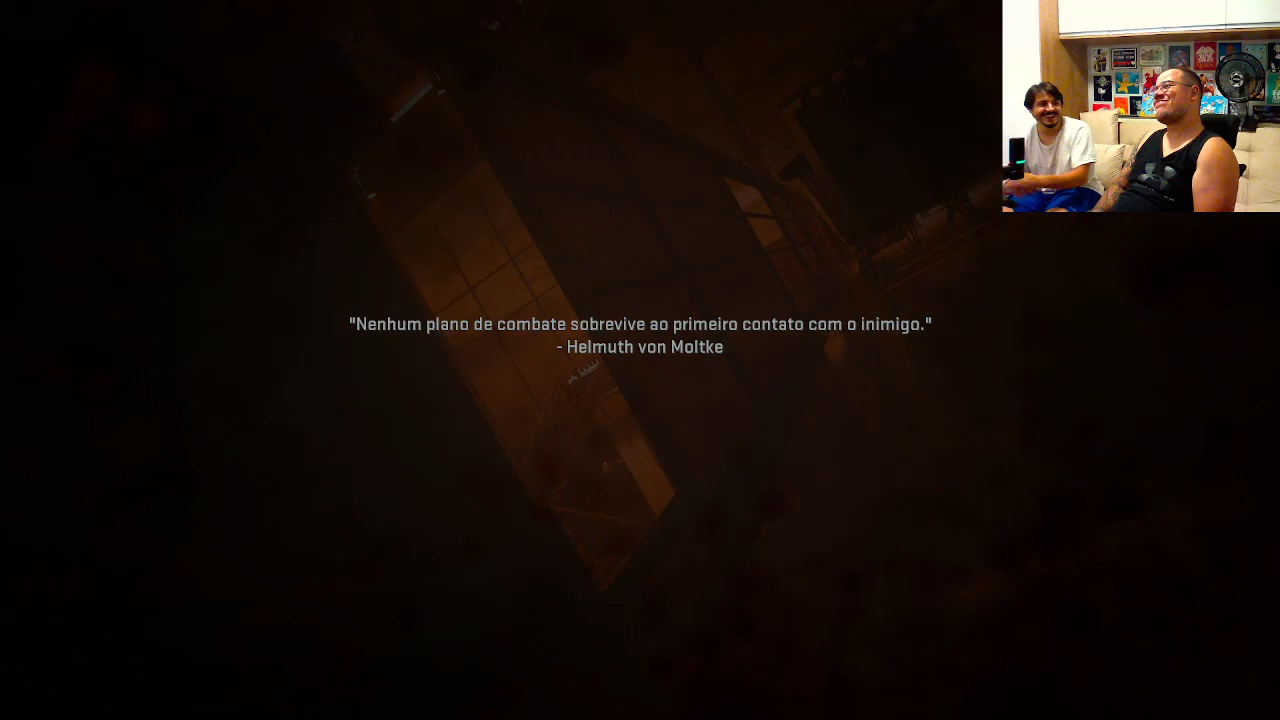 "Nenhum plano de combate sobrevive ao primeiro contato com o inimigo."
- Helmuth von Moltke